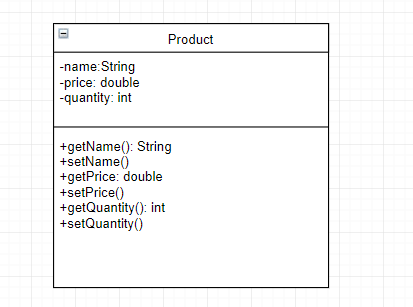 Product
-name:String
-price: double
-quantity: int
+getName(): String
+setName()
+getPrice: double
+setPrice()
+getQuantity(): int
+setQuantity()